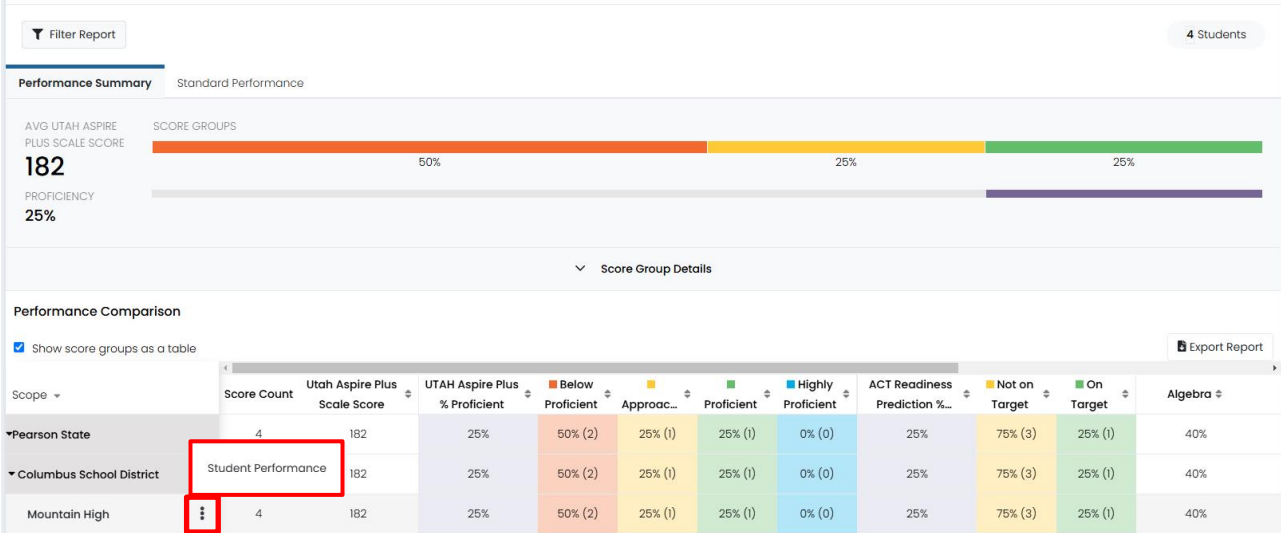 Filter Report
4 Students
Performance Summary Standard Performance
AVG UTAH ASPIRE
PLUS SCALE SCORE
182
SCORE GROUPS
50% 25% 25%
PROFICIENCY
25%
Score Group Details
Performance Comparison
Show score groups as a table
Export Report
Scope
Score Count
Utah Aspire Plus
Scale Score
UTAH Aspire Plus
% Proficient
Below
Proficient
Approac...
Proficient
Highly
Proficient
ACT Readiness
Prediction %...
Not on
Target
On
Target
Algebra
Pearson State 4 182 25% 50% (2) 25% (1) 25% (1) 0% (0) 25% 75% (3) 25% (1) 40%
Columbus School District Student Performance 182 25% 50% (2) 25% (1) 25% (1) 0% (0) 25% 75% (3) 25% (1) 40%
Mountain High 4 182 25% 50% (2) 25% (1) 25% (1) 0% (0) 25% 75% (3) 25% (1) 40%